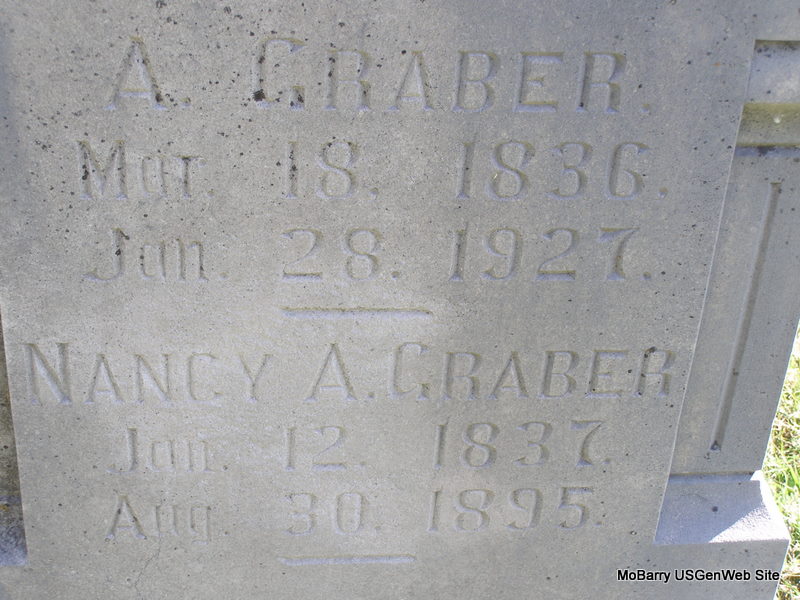 A. GRABER.
Mar. 18. 1836.
Jan. 28. 1927.
NANCY A. GRABER
Jan. 12. 1837.
Aug. 30. 1895.
MoBarry USGenWeb Site.